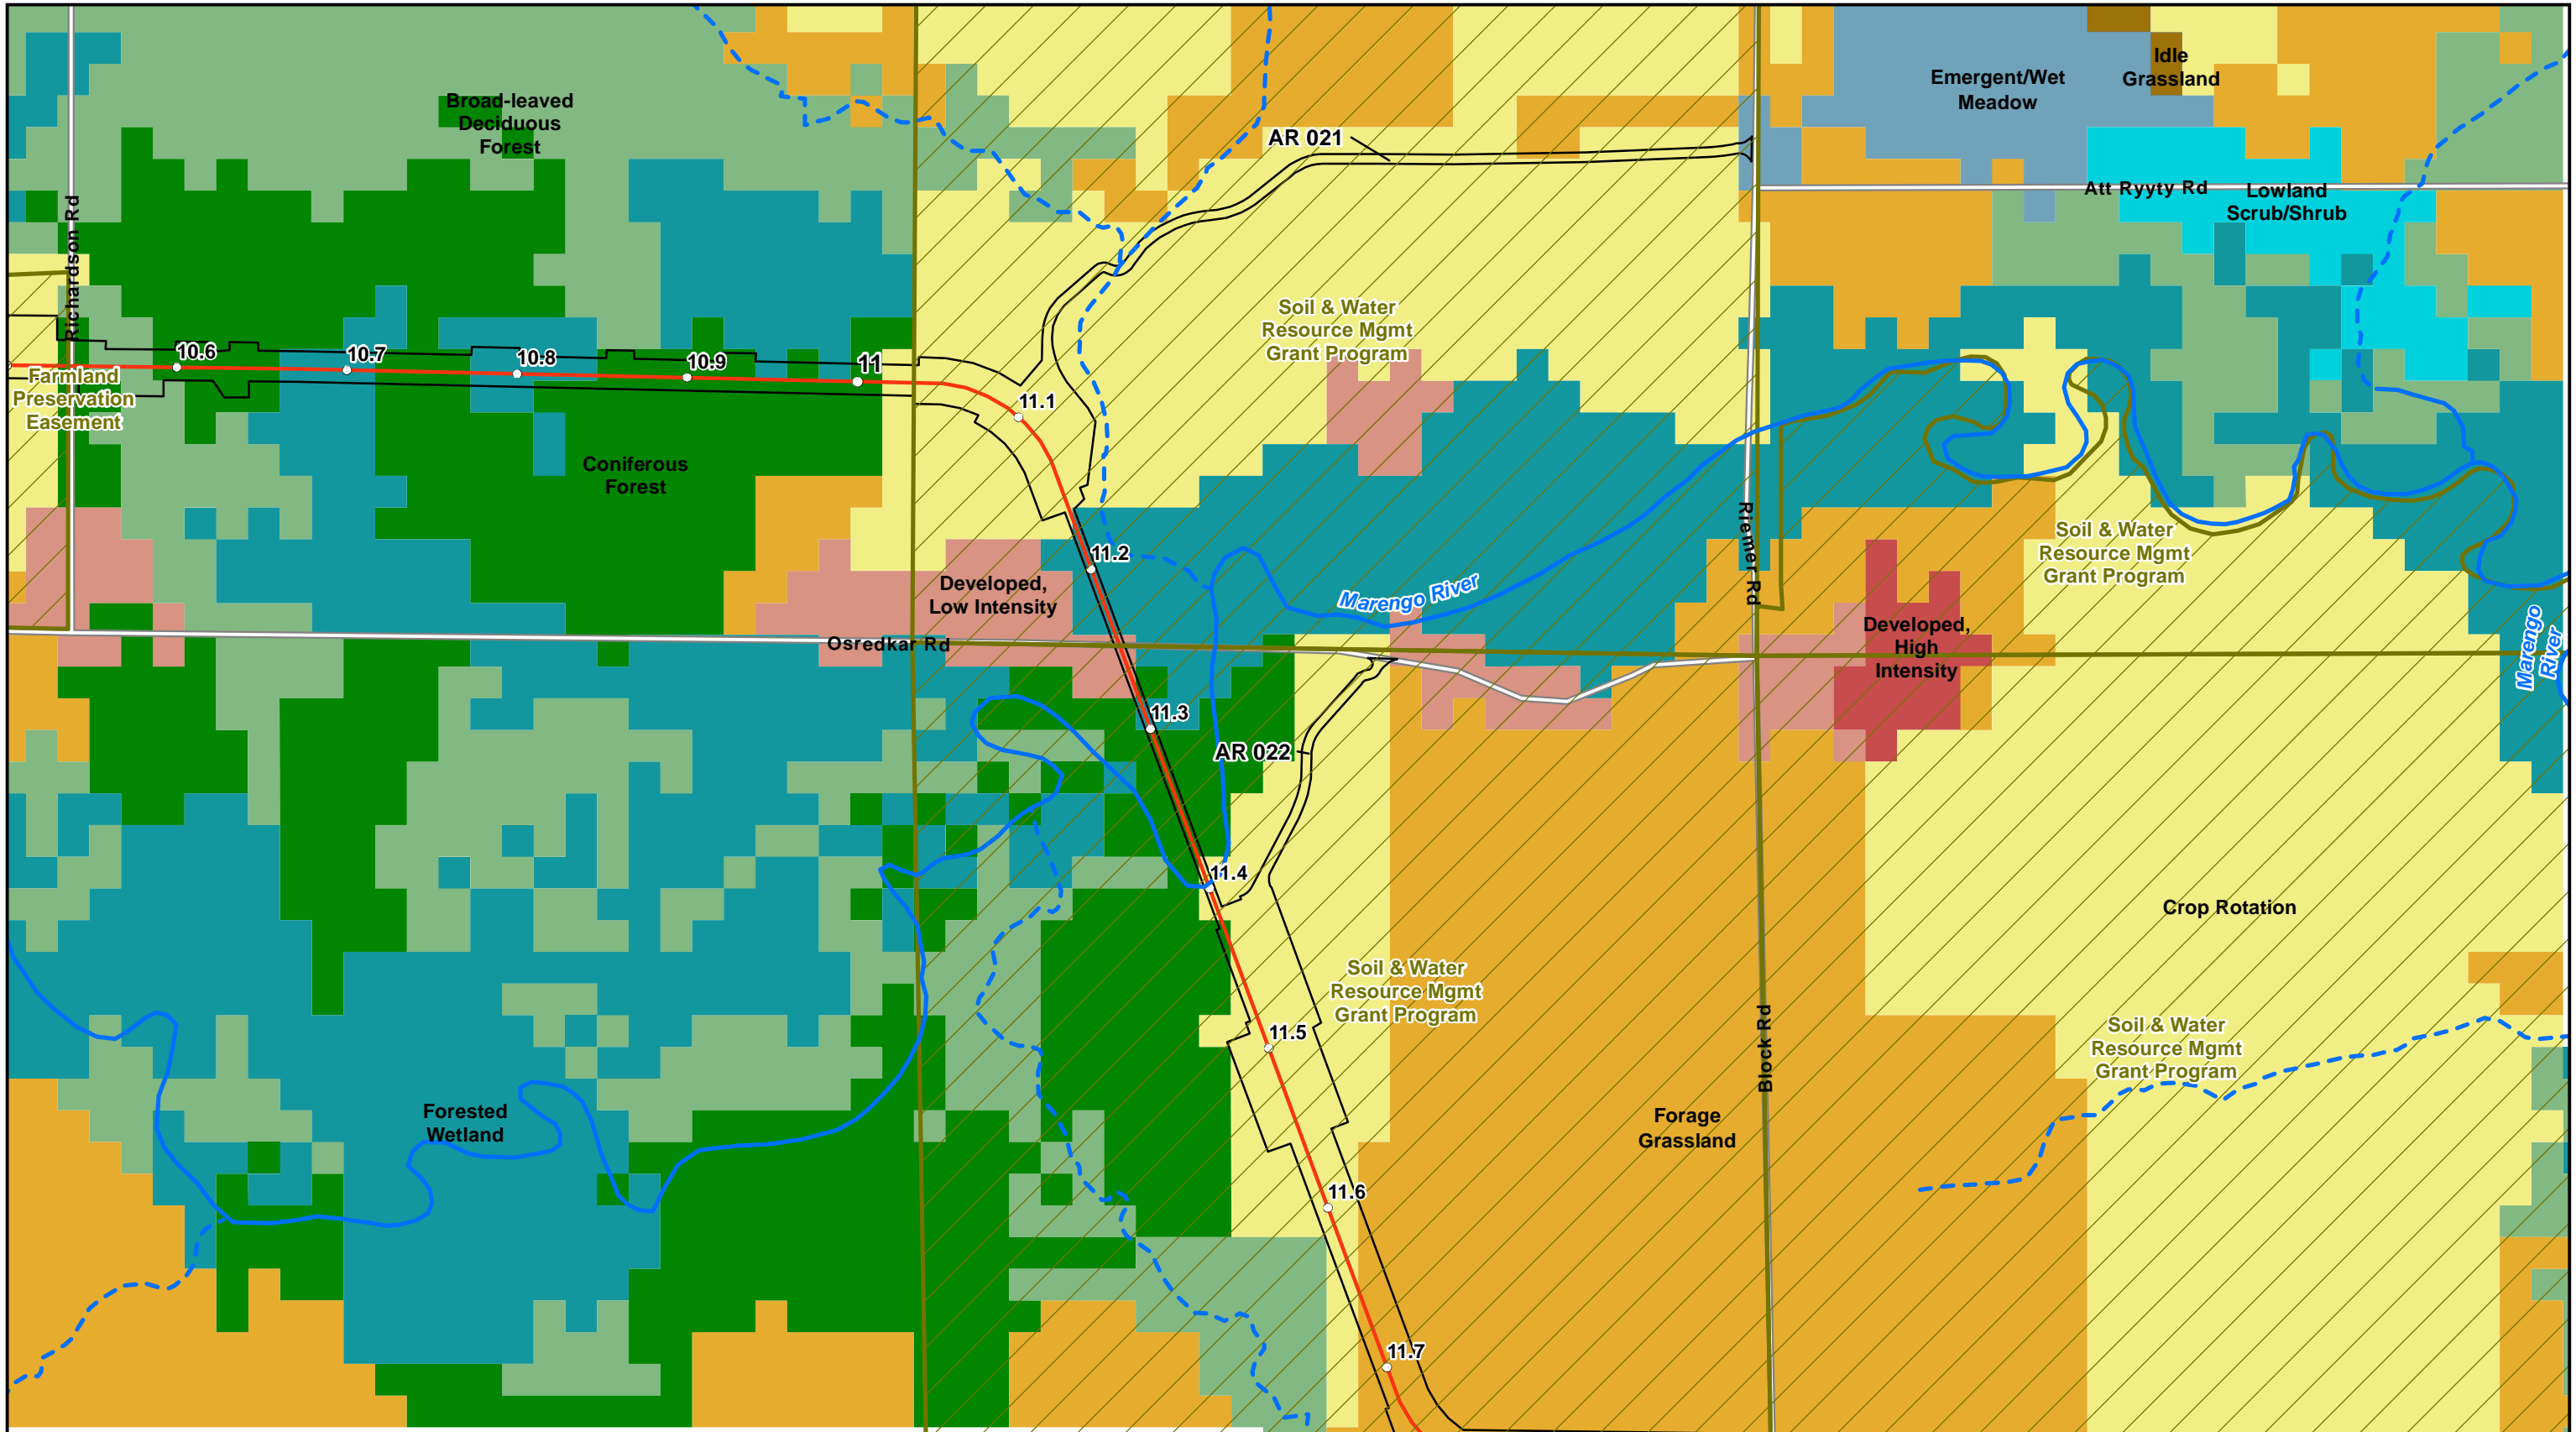 Idle
Grassland
Emergent/Wet
Meadow
Broad-leaved
Deciduous
Forest
AR 021
Att Ryyty Rd
Lowland
Scrub/Shrub
Richardson Rd
Soil & Water
Resource Mgmt
Grant Program
10.6
10.7
10.8
10.9
11
Farmland
Preservation
Easement
11.1
Coniferous
Forest
Riemer Rd
Soil & Water
Resource Mgmt
Grant Program
11.2
Developed,
Low Intensity
Marengo River
Osredkar Rd
Developed,
High
Intensity
Marengo
River
11.3
AR 022
11.4
Crop Rotation
Soil & Water
Resource Mgmt
Grant Program
11.5
Block Rd
Soil & Water
Resource Mgmt
Grant Program
Forested
Wetland
Forage
Grassland
11.6
11.7